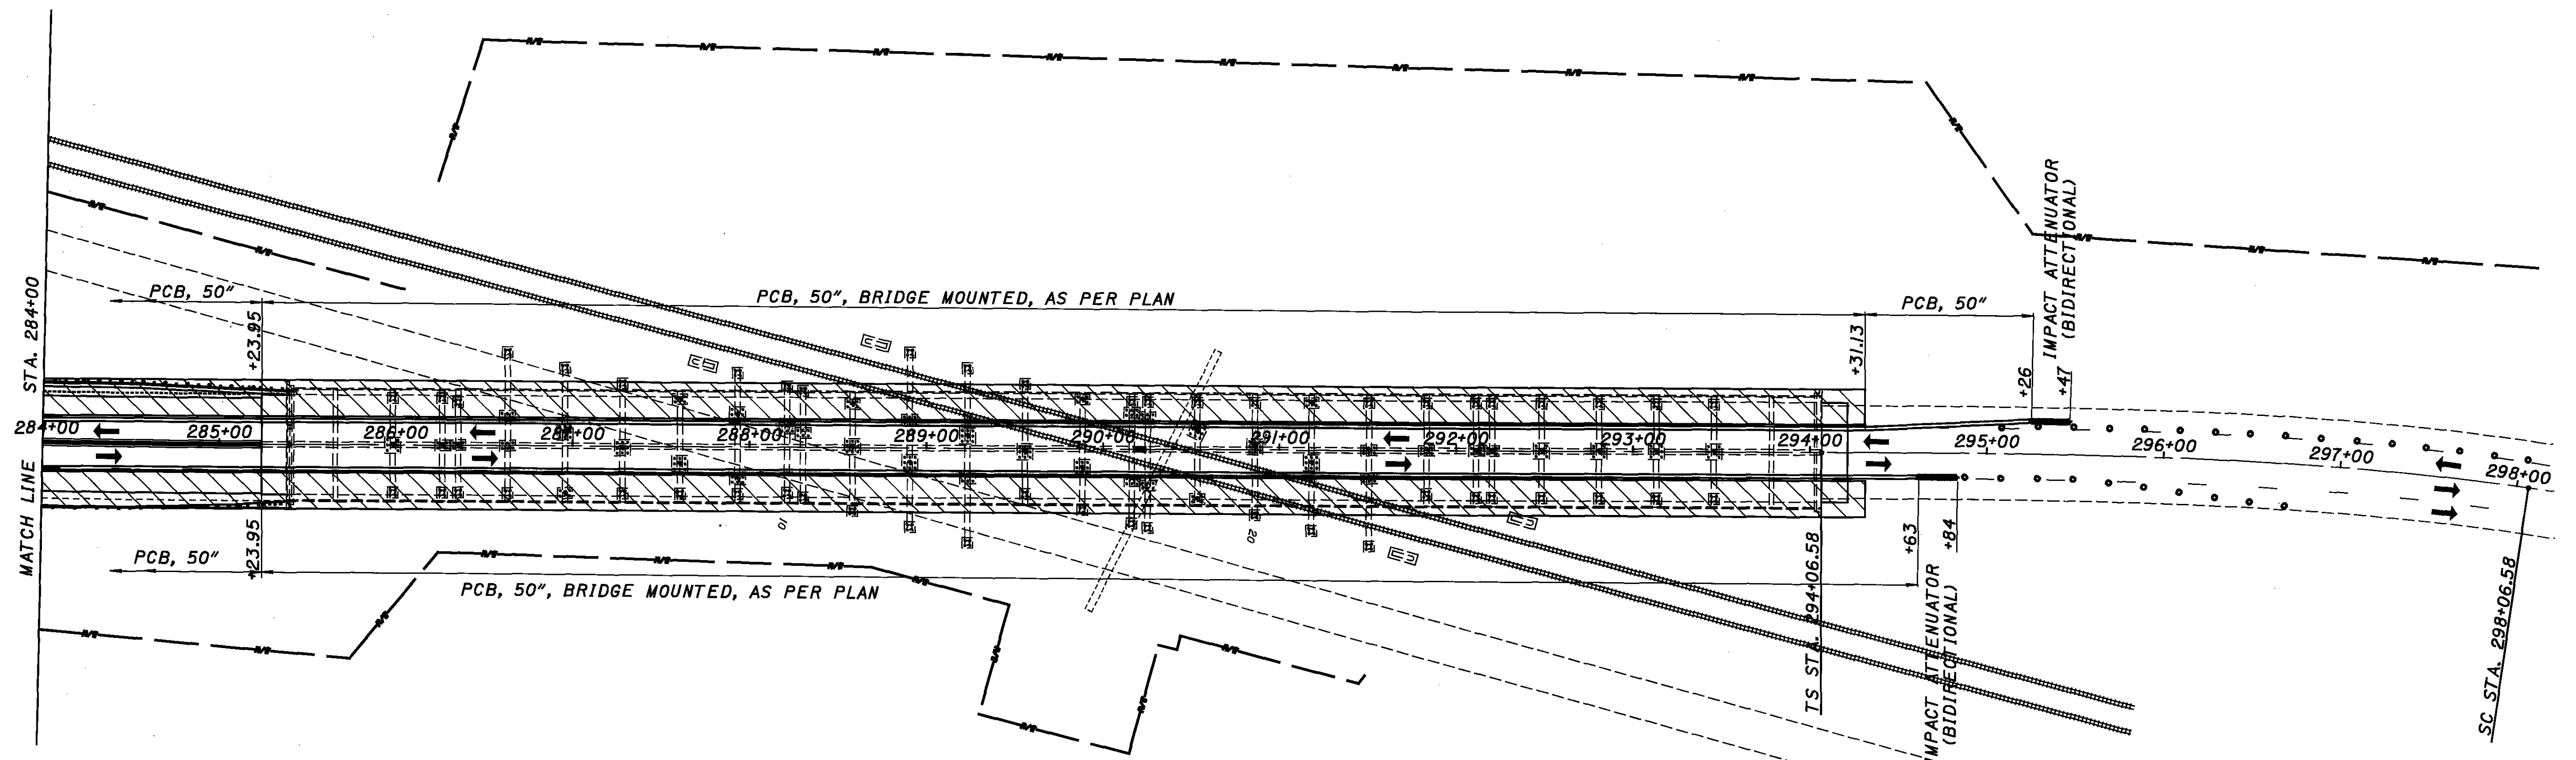 IMPACT ATTENUATOR
(BIDIRECTIONAL)
MATCH LINE STA. 284+00
PCB, 50"
PCB, 50", BRIDGE MOUNTED, AS PER PLAN
PCB, 50"
+23.95
+31.13
+26
+47
284+00
285+00
286+00
287+00
288+00
289+00
290+00
291+00
292+00
293+00
294+00
295+00
296+00
297+00
298+00
10
20
+23.95
PCB, 50"
PCB, 50", BRIDGE MOUNTED, AS PER PLAN
+63
+84
TS STA. 294+06.58
IMPACT ATTENUATOR
(BIDIRECTIONAL)
SC STA. 298+06.58